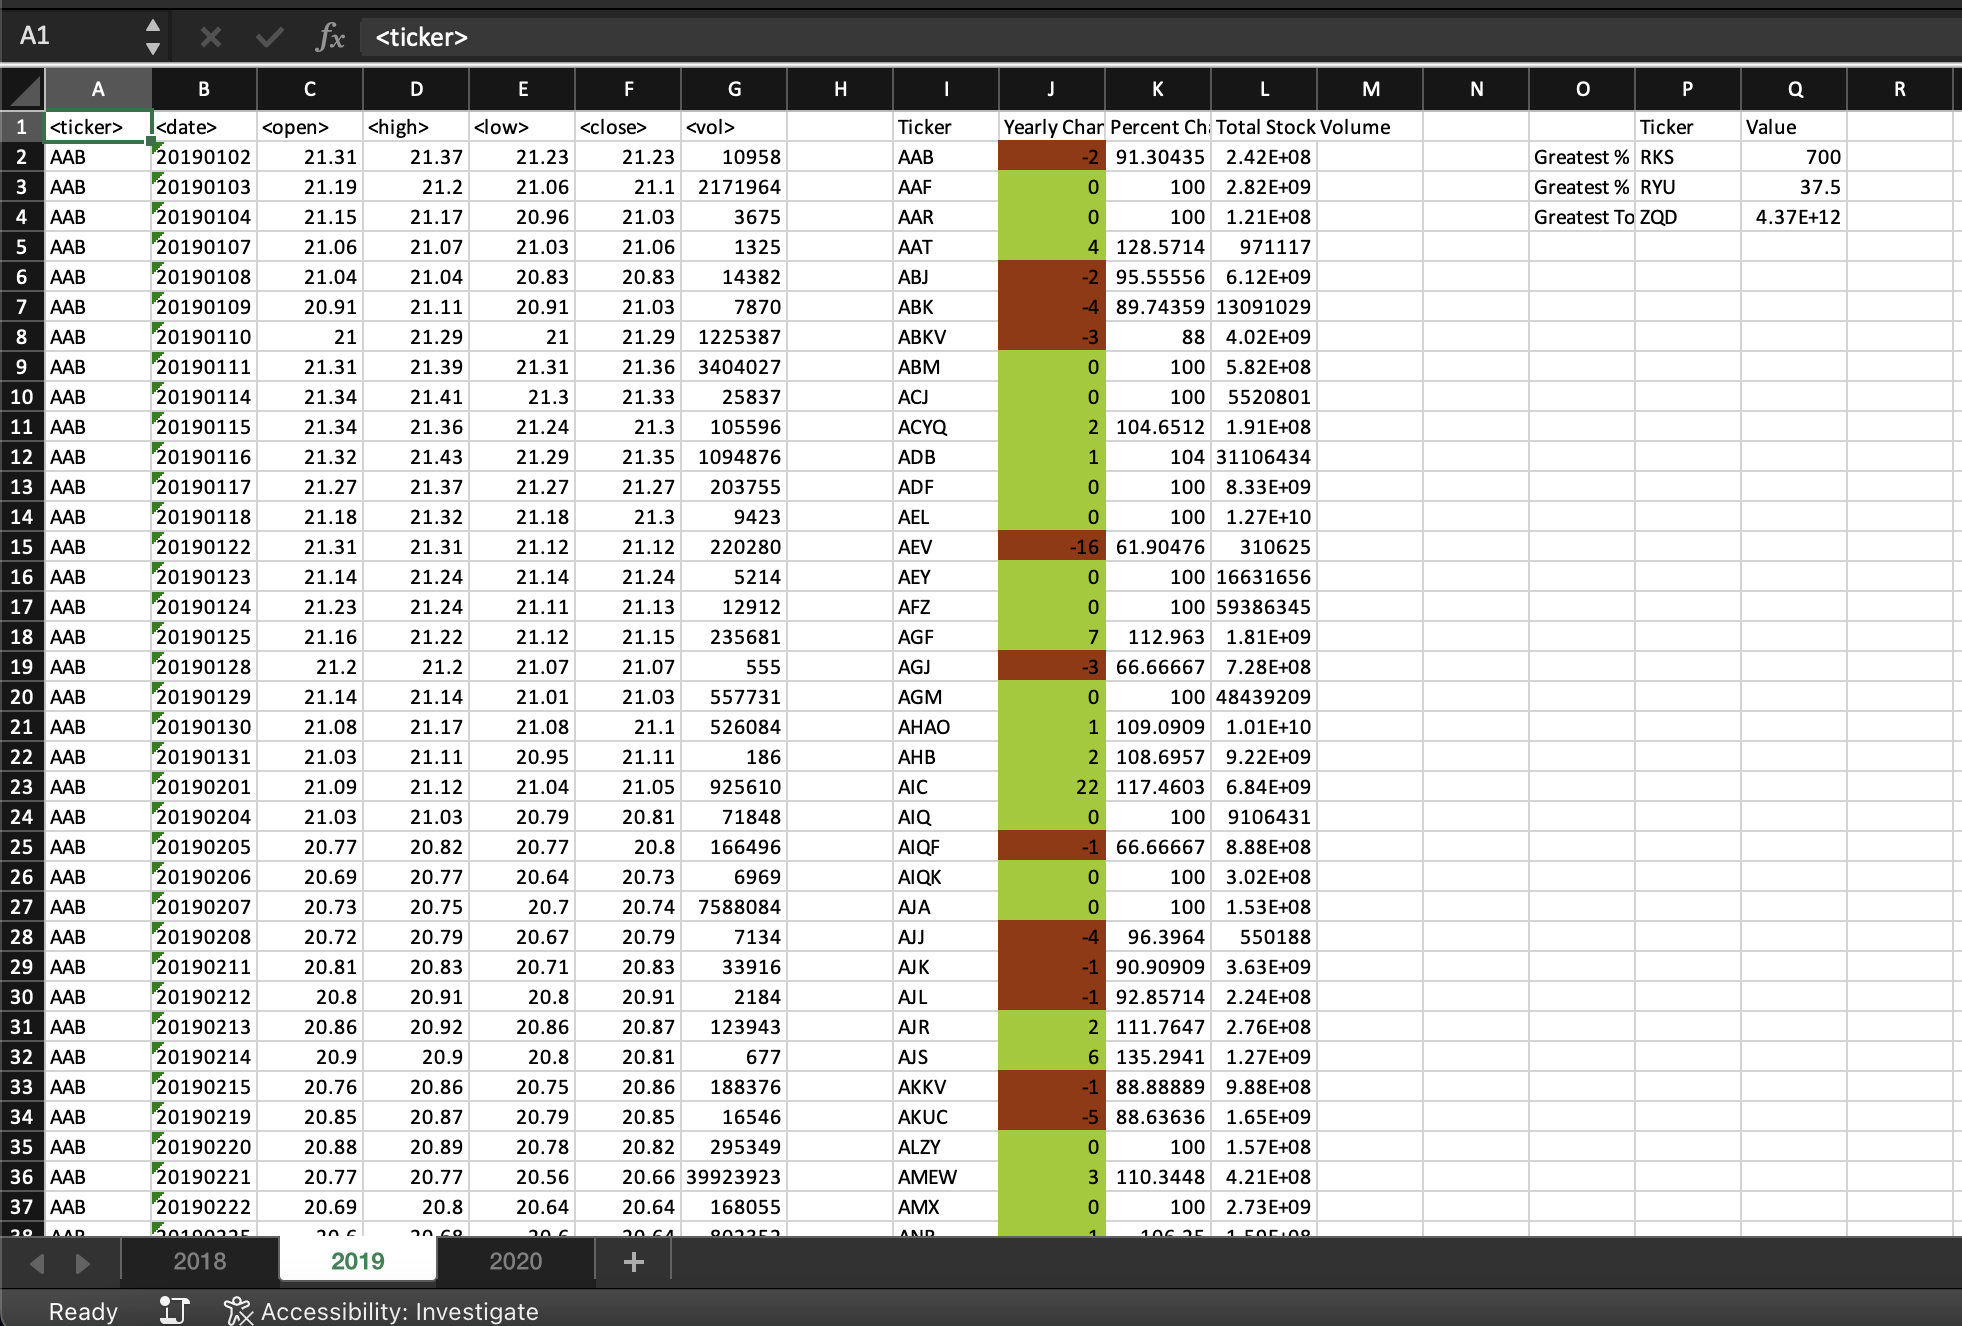 A1 fx <ticker>
A B C D E F G H I J K L M N O P Q R
1 <ticker> <date> <open> <high> <low> <close> <vol> Ticker Yearly Char Percent Ch Total Stock Volume Ticker Value
2 AAB 20190102 21.31 21.37 21.23 21.23 10958 AAB -2 91.30435 2.42E+08 Greatest % RKS 700
3 AAB 20190103 21.19 21.2 21.06 21.1 2171964 AAF 0 100 2.82E+09 Greatest % RYU 37.5
4 AAB 20190104 21.15 21.17 20.96 21.03 3675 AAR 0 100 1.21E+08 Greatest To ZQD 4.37E+12
5 AAB 20190107 21.06 21.07 21.03 21.06 1325 AAT 4 128.5714 971117
6 AAB 20190108 21.04 21.04 20.83 20.83 14382 ABJ -2 95.55556 6.12E+09
7 AAB 20190109 20.91 21.11 20.91 21.03 7870 ABK -4 89.74359 13091029
8 AAB 20190110 21 21.29 21 21.29 1225387 ABKV -3 88 4.02E+09
9 AAB 20190111 21.31 21.39 21.31 21.36 3404027 ABM 0 100 5.82E+08
10 AAB 20190114 21.34 21.41 21.3 21.33 25837 ACJ 0 100 5520801
11 AAB 20190115 21.34 21.36 21.24 21.3 105596 ACYQ 2 104.6512 1.91E+08
12 AAB 20190116 21.32 21.43 21.29 21.35 1094876 ADB 1 104 31106434
13 AAB 20190117 21.27 21.37 21.27 21.27 203755 ADF 0 100 8.33E+09
14 AAB 20190118 21.18 21.32 21.18 21.3 9423 AEL 0 100 1.27E+10
15 AAB 20190122 21.31 21.31 21.12 21.12 220280 AEV -16 61.90476 310625
16 AAB 20190123 21.14 21.24 21.14 21.24 5214 AEY 0 100 16631656
17 AAB 20190124 21.23 21.24 21.11 21.13 12912 AFZ 0 100 59386345
18 AAB 20190125 21.16 21.22 21.12 21.15 235681 AGF 7 112.963 1.81E+09
19 AAB 20190128 21.2 21.2 21.07 21.07 555 AGJ -3 66.66667 7.28E+08
20 AAB 20190129 21.14 21.14 21.01 21.03 557731 AGM 0 100 48439209
21 AAB 20190130 21.08 21.17 21.08 21.1 526084 AHAO 1 109.0909 1.01E+10
22 AAB 20190131 21.03 21.11 20.95 21.11 186 AHB 2 108.6957 9.22E+09
23 AAB 20190201 21.09 21.12 21.04 21.05 925610 AIC 22 117.4603 6.84E+09
24 AAB 20190204 21.03 21.03 20.79 20.81 71848 AIQ 0 100 9106431
25 AAB 20190205 20.77 20.82 20.77 20.8 166496 AIQF -1 66.66667 8.88E+08
26 AAB 20190206 20.69 20.77 20.64 20.73 6969 AIQK 0 100 3.02E+08
27 AAB 20190207 20.73 20.75 20.7 20.74 7588084 AJA 0 100 1.53E+08
28 AAB 20190208 20.72 20.79 20.67 20.79 7134 AJJ -4 96.3964 550188
29 AAB 20190211 20.81 20.83 20.71 20.83 33916 AJK -1 90.90909 3.63E+09
30 AAB 20190212 20.8 20.91 20.8 20.91 2184 AJL -1 92.85714 2.24E+08
31 AAB 20190213 20.86 20.92 20.86 20.87 123943 AJR 2 111.7647 2.76E+08
32 AAB 20190214 20.9 20.9 20.8 20.81 677 AJS 6 135.2941 1.27E+09
33 AAB 20190215 20.76 20.86 20.75 20.86 188376 AKKV -1 88.88889 9.88E+08
34 AAB 20190219 20.85 20.87 20.79 20.85 16546 AKUC -5 88.63636 1.65E+09
35 AAB 20190220 20.88 20.89 20.78 20.82 295349 ALZY 0 100 1.57E+08
36 AAB 20190221 20.77 20.77 20.56 20.66 39923923 AMEW 3 110.3448 4.21E+08
37 AAB 20190222 20.69 20.8 20.64 20.64 168055 AMX 0 100 2.73E+09
2018 2019 2020 +
Ready Accessibility: Investigate